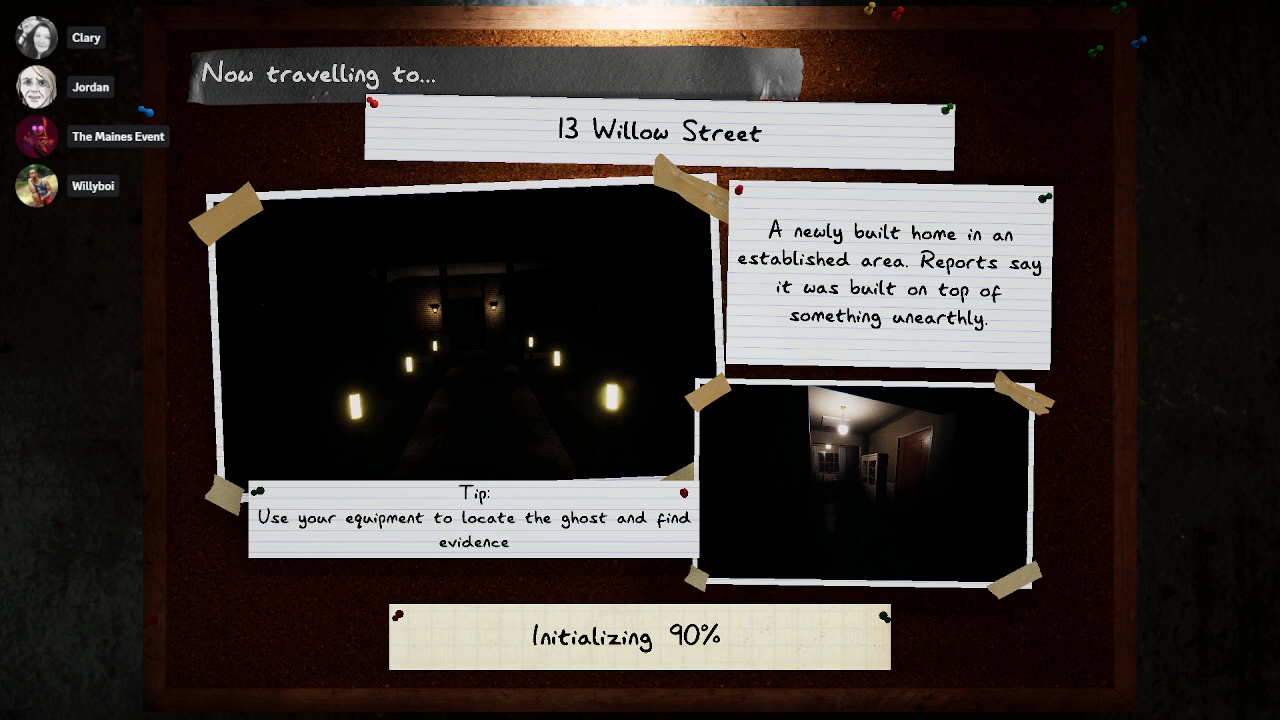 Clary
Jordan
The Maines Event
Willyboi
Now travelling to...
13 Willow Street
A newly built home in an
established area. Reports say
it was built on top of
something unearthly.
Tip:
Use your equipment to locate the ghost and find
evidence
Initializing 90%